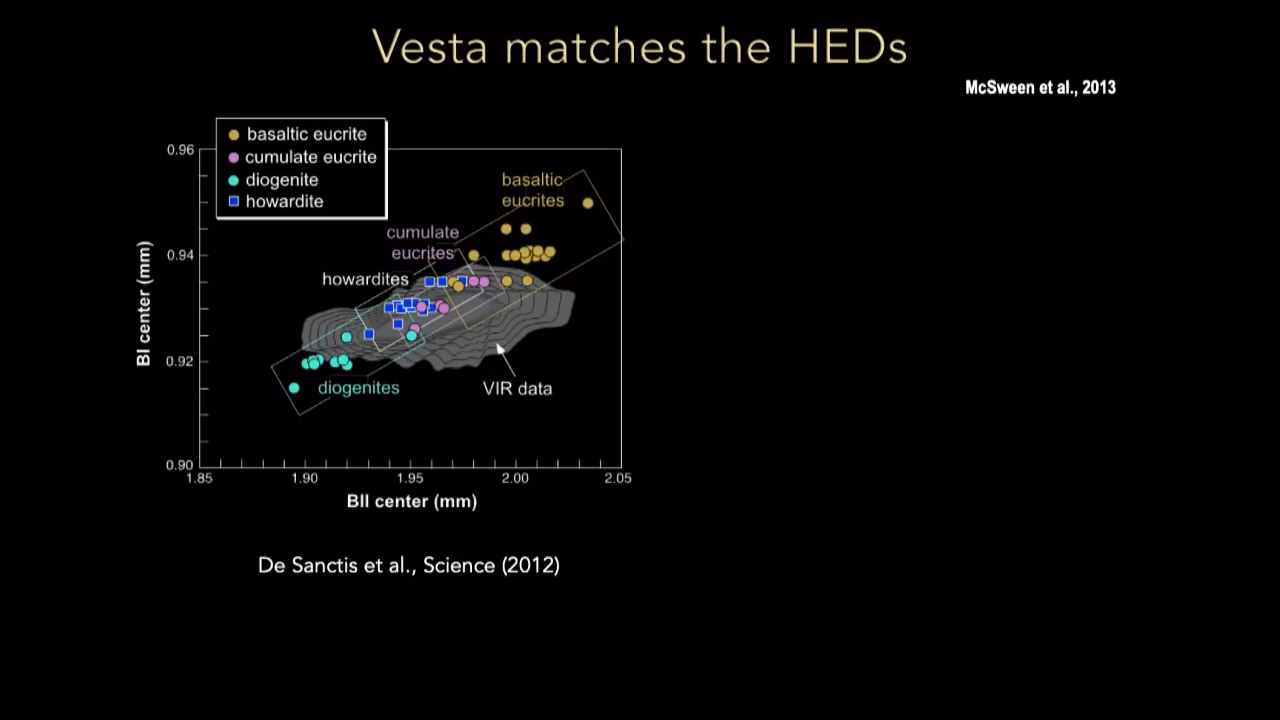 Vesta matches the HEDs
McSween et al., 2013
basaltic eucrite
cumulate eucrite
diogenite
howardite
0.96
0.94
0.92
0.90
BI center (mm)
basaltic
eucrites
cumulate
eucrites
howardites
diogenites
VIR data
1.85
1.90
1.95
2.00
2.05
BII center (mm)
De Sanctis et al., Science (2012)